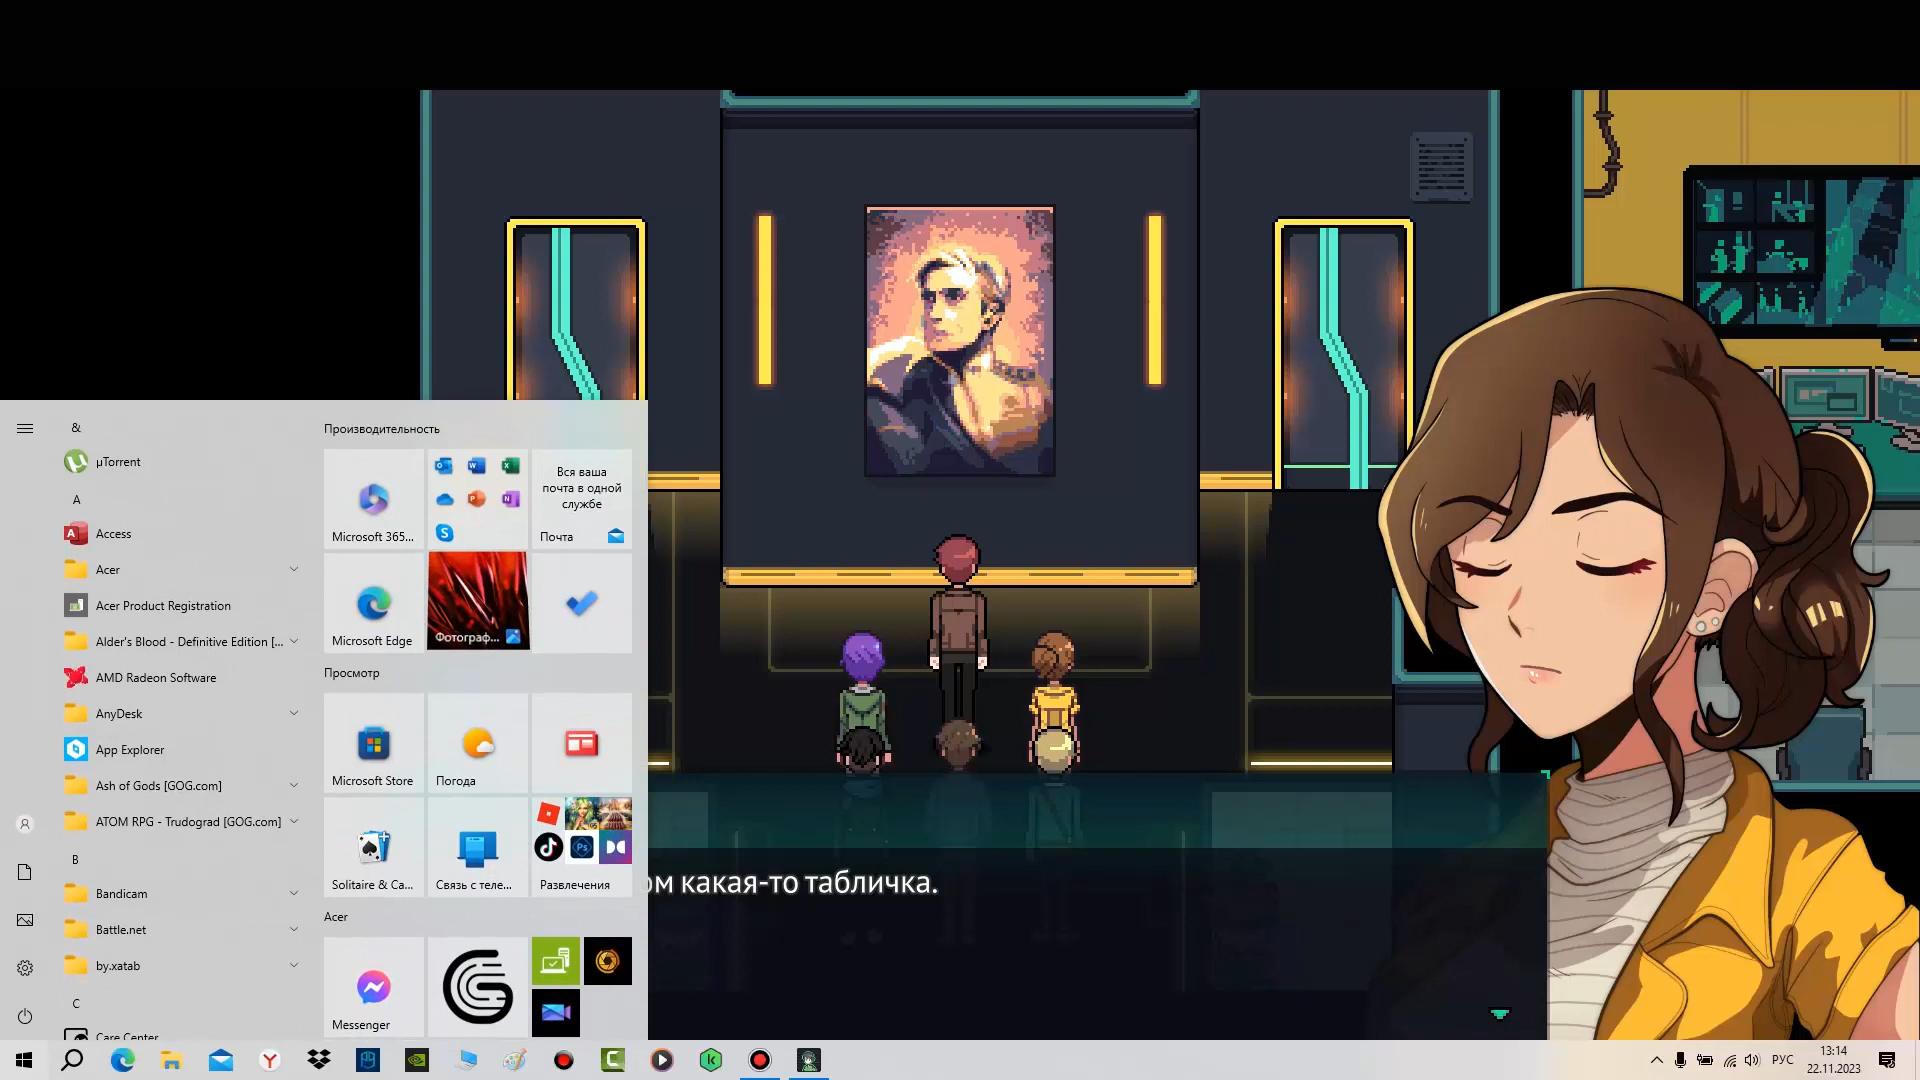 &
µTorrent
A
Access
Acer
Acer Product Registration
Alder's Blood - Definitive Edition [...
AMD Radeon Software
AnyDesk
App Explorer
Ash of Gods [GOG.com]
ATOM RPG - Trudograd [GOG.com]
B
Bandicam
Battle.net
by.xatab
C
Care Center
Производительность
Microsoft 365...
Вся ваша
почта в одной
службе
Почта
Microsoft Edge
Фотограф...
Просмотр
Microsoft Store
Погода
Solitaire & Ca...
Связь с теле...
Развлечения
Acer
Messenger
ом какая-то табличка.
РУС
13:14
22.11.2023